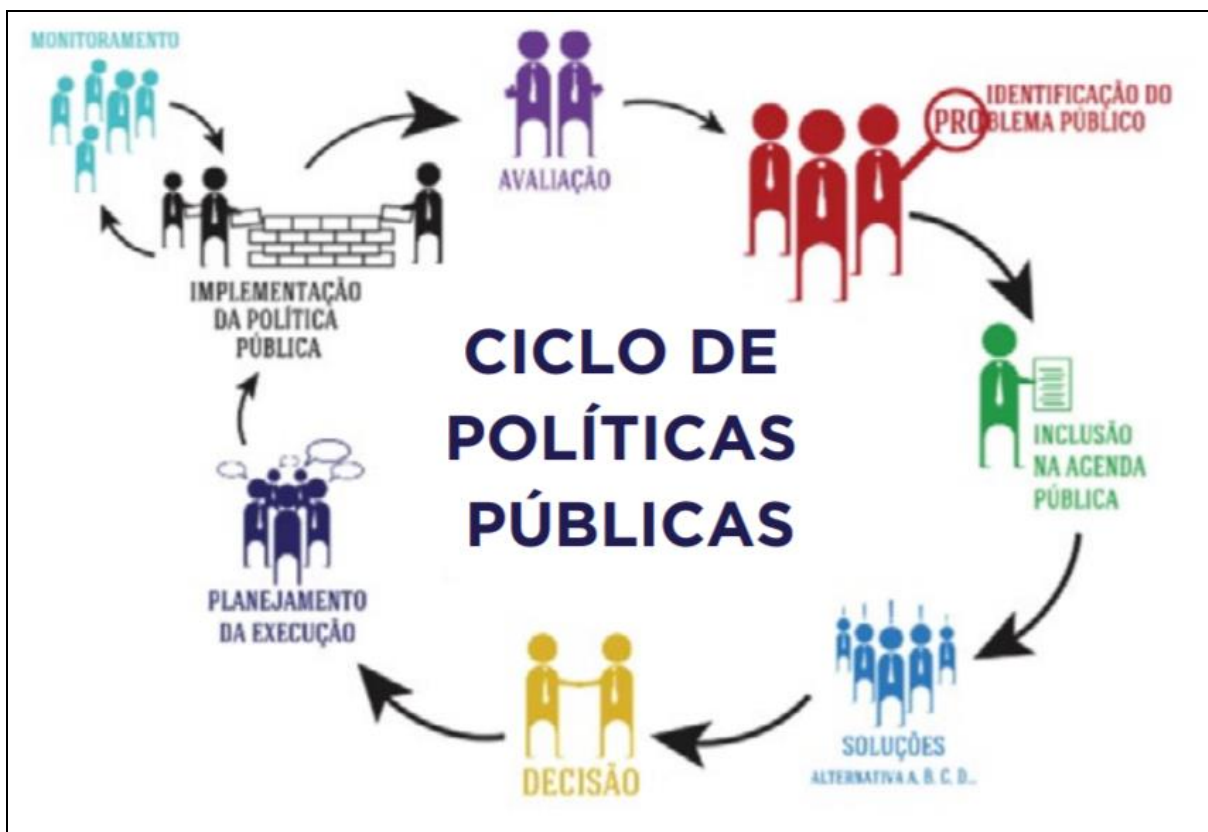 MONITORAMENTO
AVALIAÇÃO
IDENTIFICAÇÃO DO
PROBLEMA PÚBLICO
IMPLEMENTAÇÃO
DA POLÍTICA
PÚBLICA
CICLO DE
POLÍTICAS
PÚBLICAS
INCLUSÃO
NA AGENDA
PÚBLICA
PLANEJAMENTO
DA EXECUÇÃO
DECISÃO
SOLUÇÕES
ALTERNATIVA A, B, C, D...